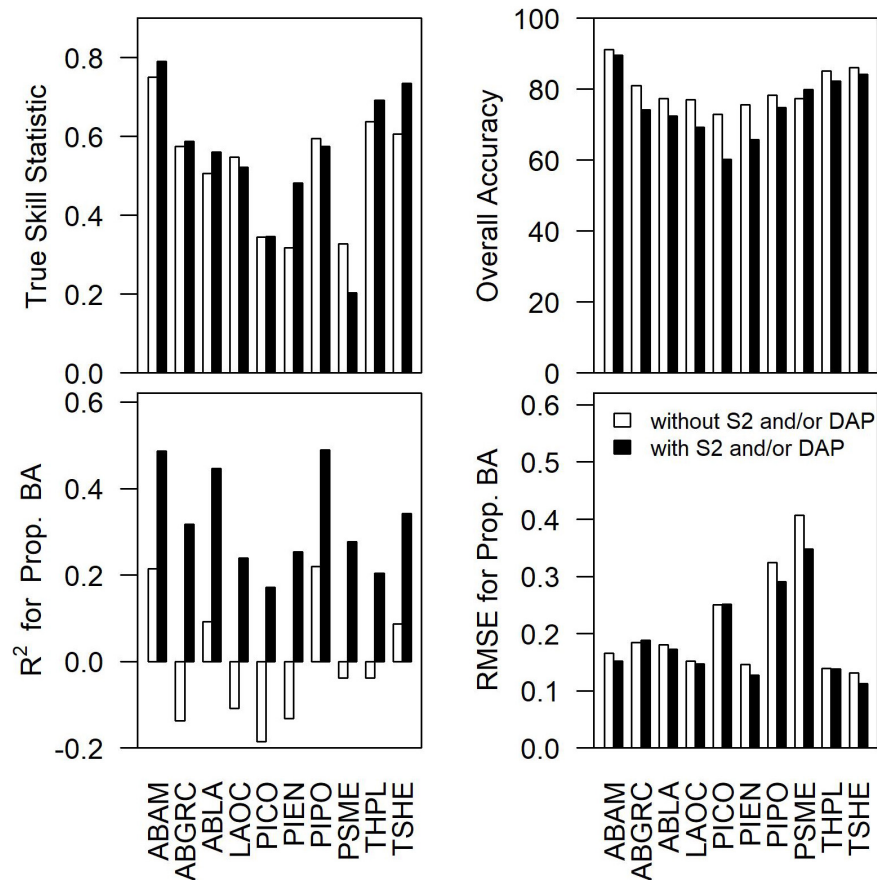 True Skill Statistic
0.8
0.6
0.4
0.2
0.0
Overall Accuracy
100
80
60
40
20
0
R² for Prop. BA
0.6
0.4
0.2
0.0
-0.2
ABAM
ABGRC
ABLA
LAOC
PICO
PIEN
PIPO
PSME
THPL
TSHE
RMSE for Prop. BA
0.6
0.5
0.4
0.3
0.2
0.1
0.0
without S2 and/or DAP
with S2 and/or DAP
ABAM
ABGRC
ABLA
LAOC
PICO
PIEN
PIPO
PSME
THPL
TSHE